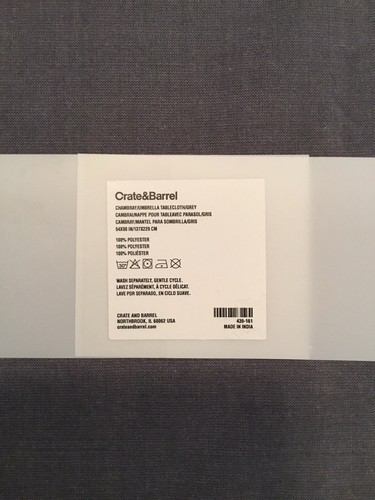 Crate&Barrel
CHAMBRAY/UMBRELLA TABLECLOTH/GREY
CAMBRAI/NAPPE POUR TABLEAVEC PARASOL/GRIS
CAMBRAY/MANTEL PARA SOMBRILLA/GRIS
54X90 IN/137X229 CM
100% POLYESTER
100% POLYESTER
100% POLIÉSTER
WASH SEPARATELY, GENTLE CYCLE.
LAVEZ SÉPARÉMENT, À CYCLE DÉLICAT.
LAVE POR SEPARADO, EN CICLO SUAVE.
CRATE AND BARREL
NORTHBROOK, IL 60062 USA
crateandbarrel.com
439-161
MADE IN INDIA